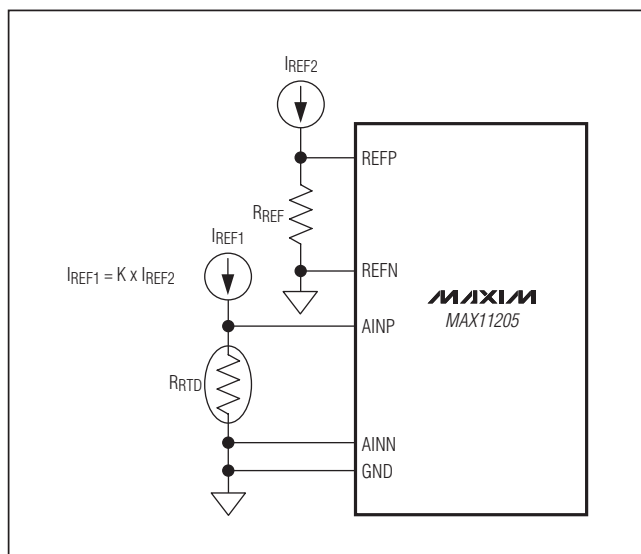 IREF2
REFP
RREF
IREF1
REFN
IREF1 = K x IREF2
MAXIM
MAX11205
AINP
RRTD
AINN
GND